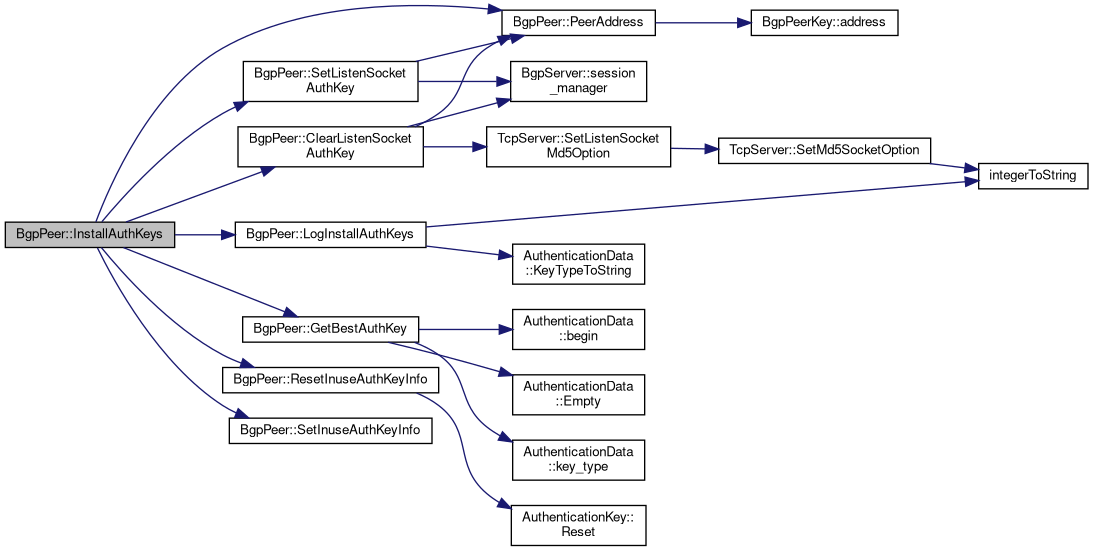 BgpPeer::PeerAddress
BgpPeerKey::address
BgpPeer::SetListenSocket
AuthKey
BgpServer::session
_manager
BgpPeer::ClearListenSocket
AuthKey
TcpServer::SetListenSocket
Md5Option
TcpServer::SetMd5SocketOption
integerToString
BgpPeer::InstallAuthKeys
BgpPeer::LogInstallAuthKeys
AuthenticationData
::KeyTypeToString
BgpPeer::GetBestAuthKey
AuthenticationData
::begin
BgpPeer::ResetInuseAuthKeyInfo
AuthenticationData
::Empty
BgpPeer::SetInuseAuthKeyInfo
AuthenticationData
::key_type
AuthenticationKey::
Reset